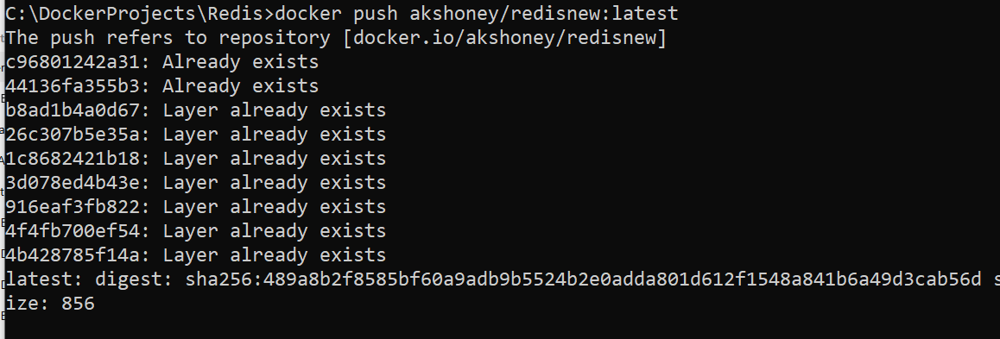 C:\DockerProjects\Redis>docker push akshoney/redisnew:latest
The push refers to repository [docker.io/akshoney/redisnew]
c96801242a31: Already exists
44136fa355b3: Already exists
b8ad1b4a0d67: Layer already exists
26c307b5e35a: Layer already exists
1c8682421b18: Layer already exists
3d078ed4b43e: Layer already exists
916eaf3fb822: Layer already exists
4f4fb700ef54: Layer already exists
4b428785f14a: Layer already exists
latest: digest: sha256:489a8b2f8585bf60a9adb9b5524b2e0adda801d612f1548a841b6a49d3cab56d s
ize: 856